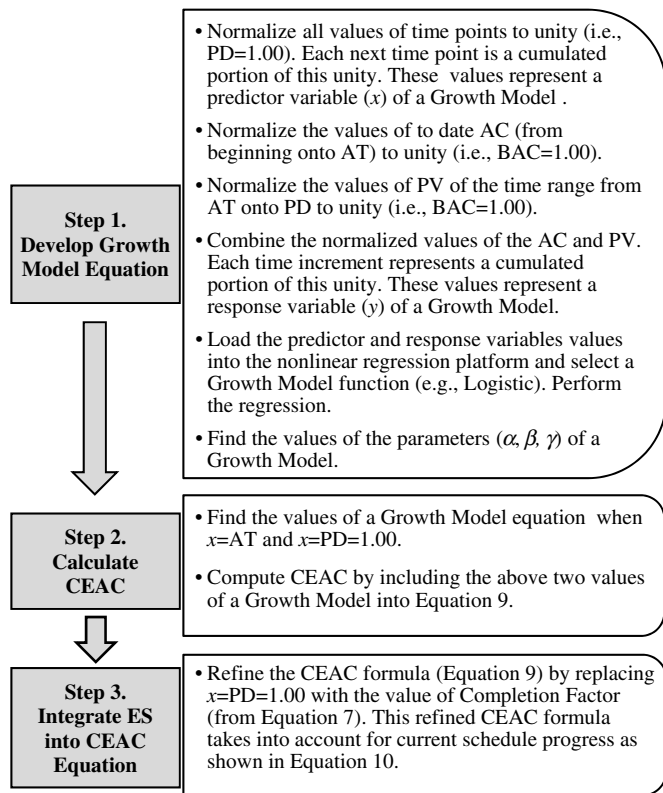 Step 1.
Develop Growth
Model Equation
• Normalize all values of time points to unity (i.e.,
PD=1.00). Each next time point is a cumulated
portion of this unity. These values represent a
predictor variable (x) of a Growth Model .
• Normalize the values of to date AC (from
beginning onto AT) to unity (i.e., BAC=1.00).
• Normalize the values of PV of the time range from
AT onto PD to unity (i.e., BAC=1.00).
• Combine the normalized values of the AC and PV.
Each time increment represents a cumulated
portion of this unity. These values represent a
response variable (y) of a Growth Model.
• Load the predictor and response variables values
into the nonlinear regression platform and select a
Growth Model function (e.g., Logistic). Perform
the regression.
• Find the values of the parameters (α, β, γ) of a
Growth Model.
Step 2.
Calculate
CEAC
• Find the values of a Growth Model equation when
x=AT and x=PD=1.00.
• Compute CEAC by including the above two values
of a Growth Model into Equation 9.
Step 3.
Integrate ES
into CEAC
Equation
• Refine the CEAC formula (Equation 9) by replacing
x=PD=1.00 with the value of Completion Factor
(from Equation 7). This refined CEAC formula
takes into account for current schedule progress as
shown in Equation 10.